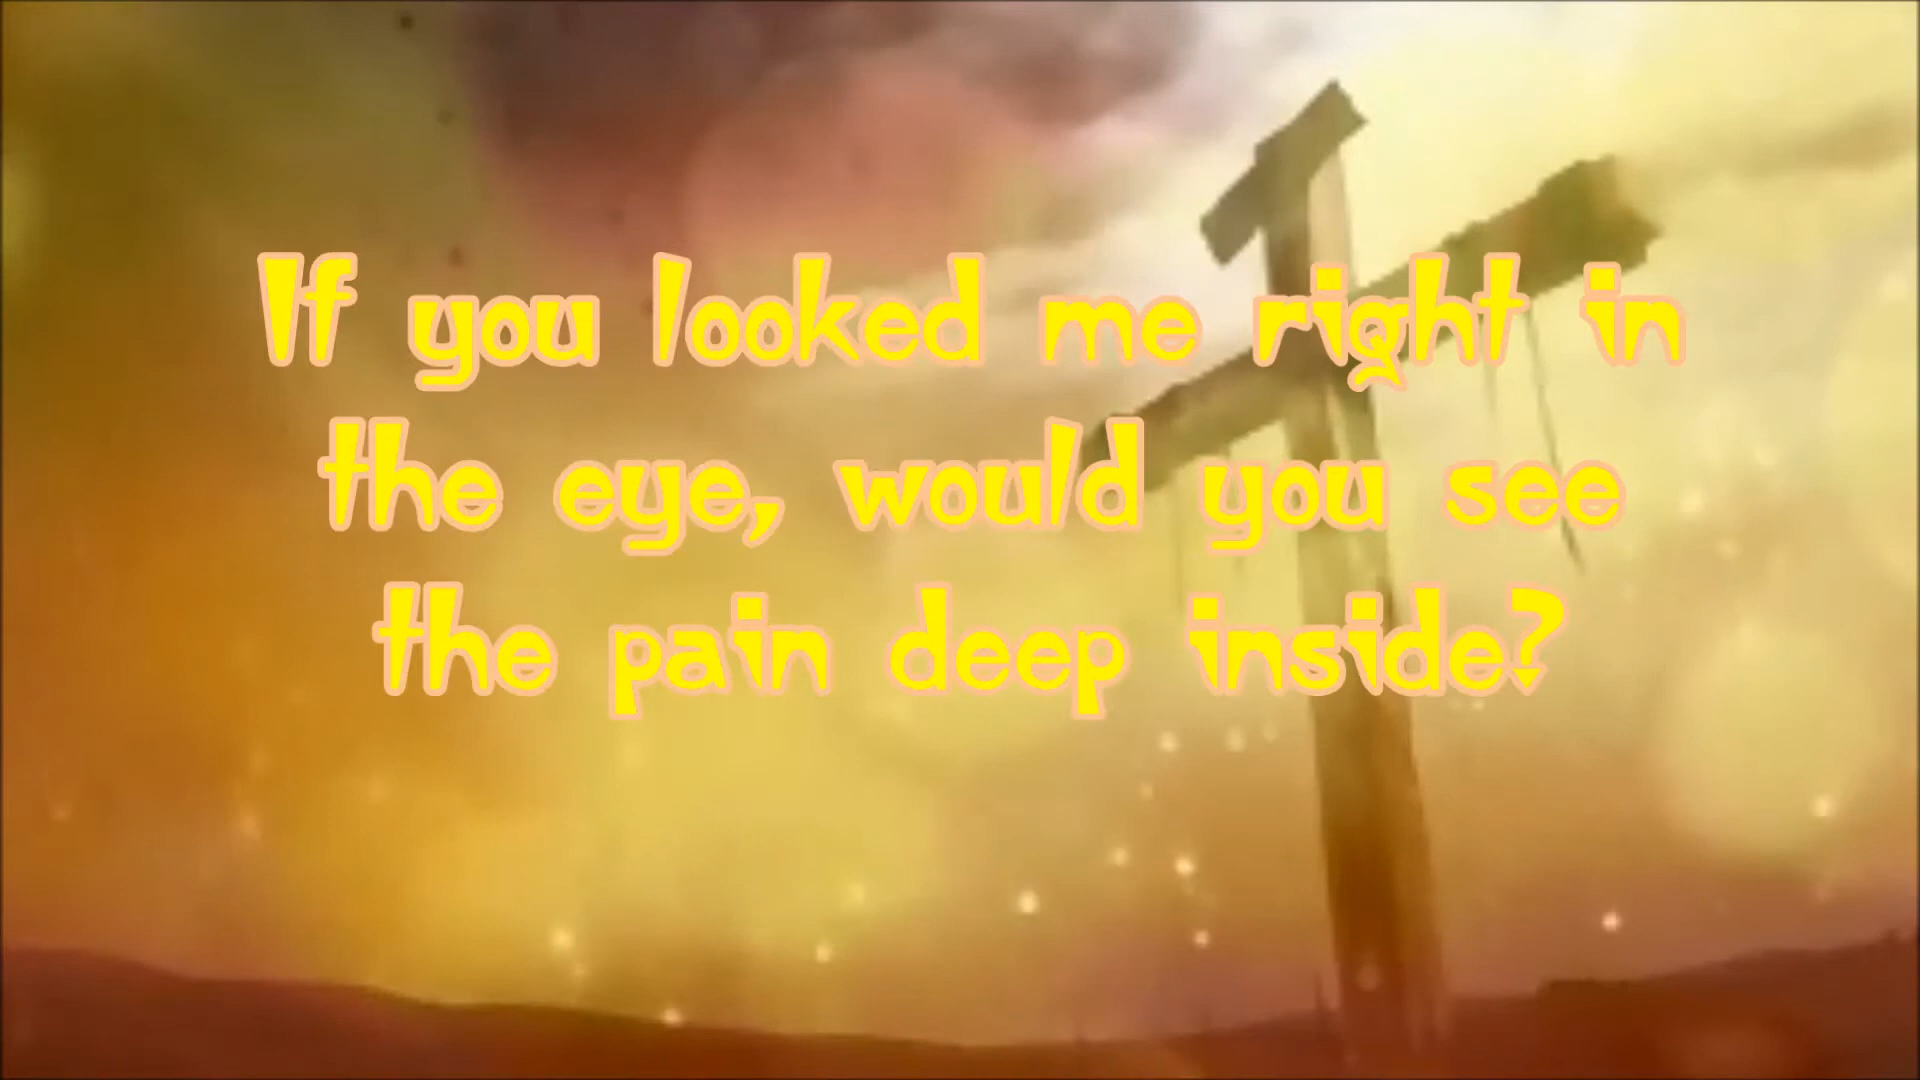 If you looked me right in
the eye, would you see
the pain deep inside?